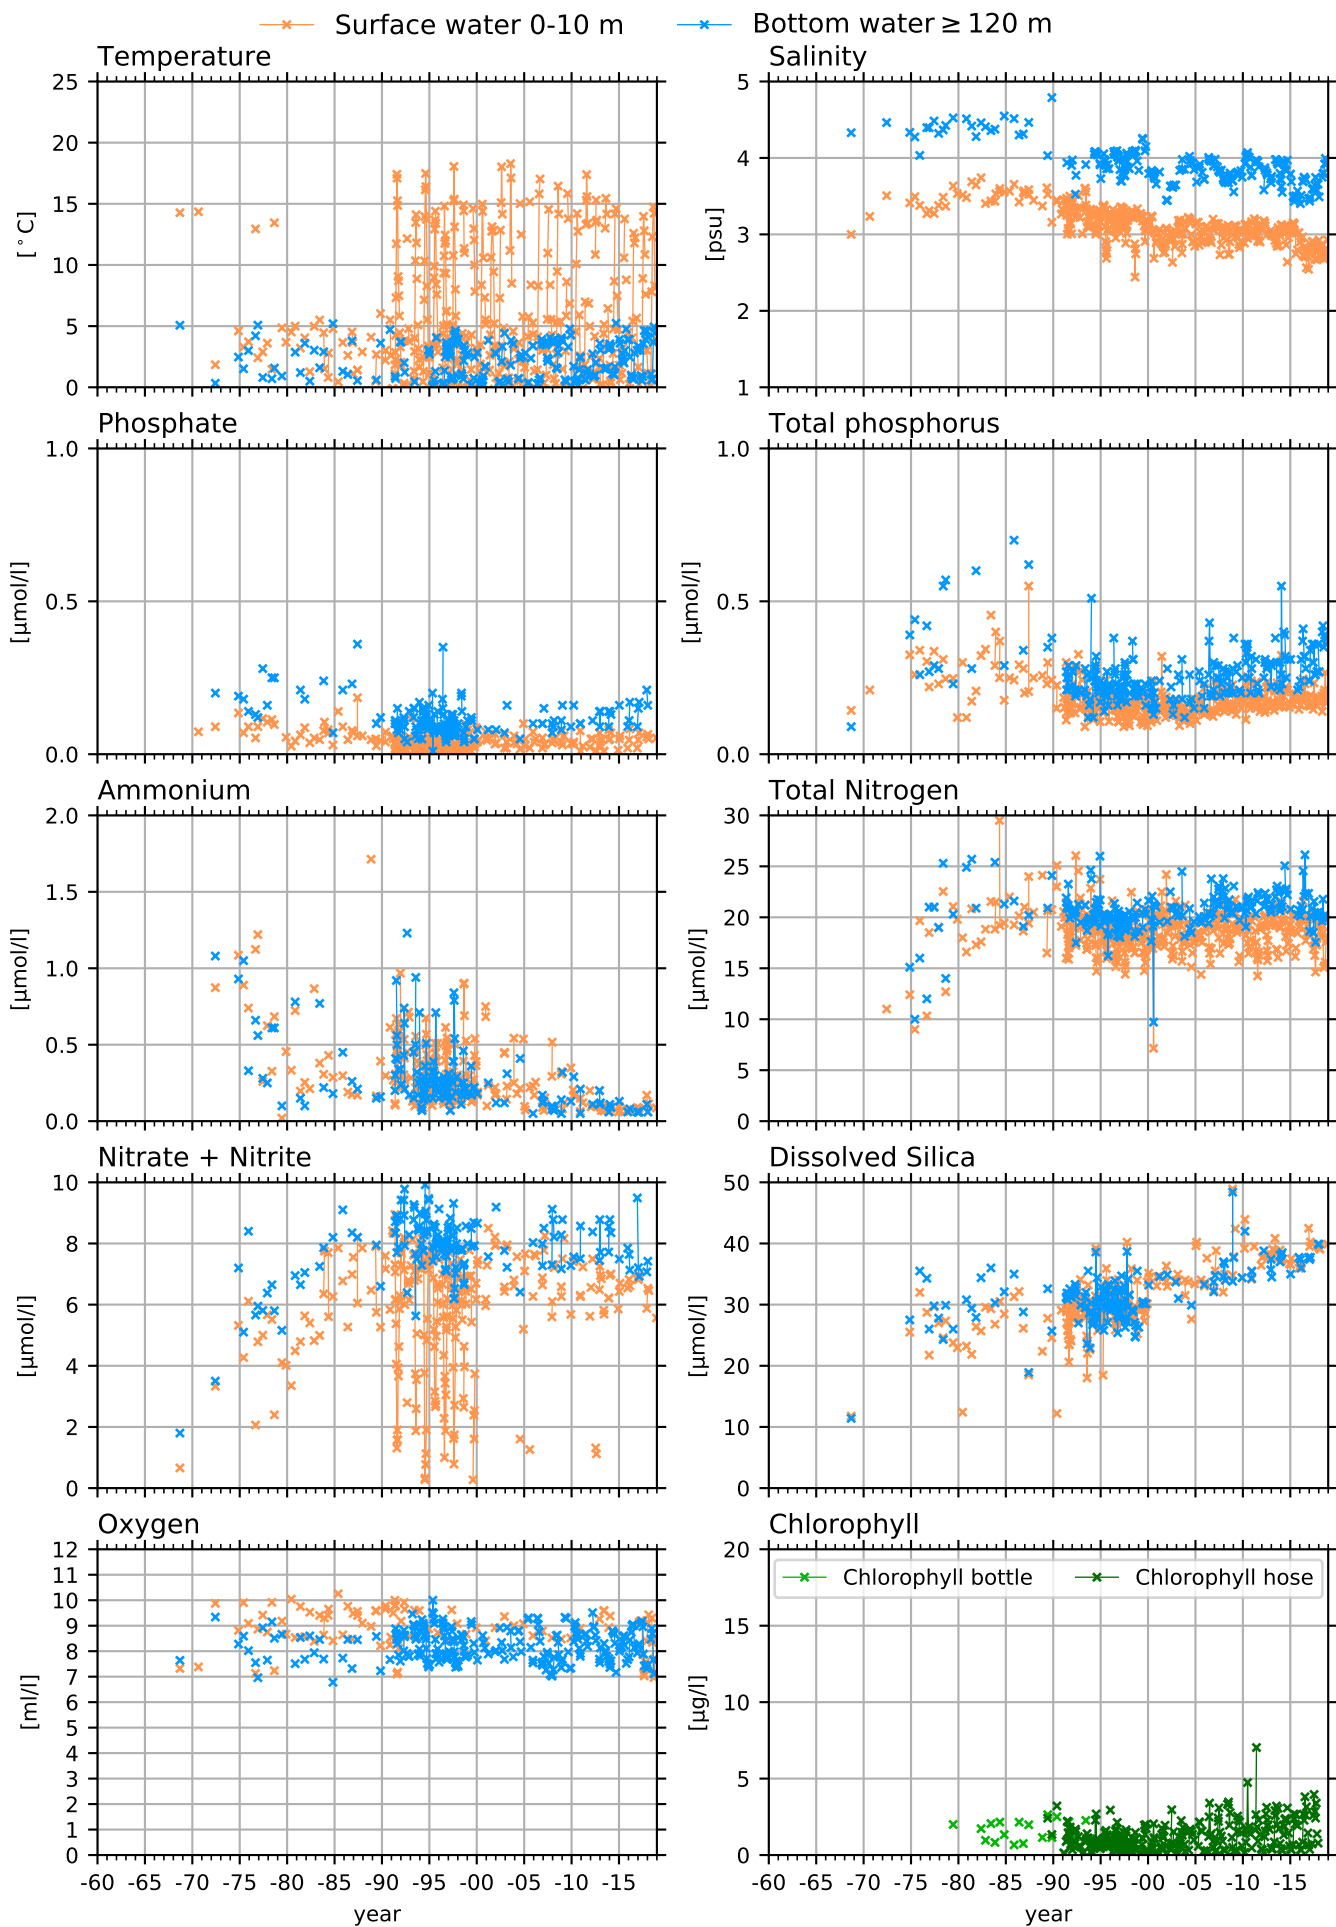 Surface water 0-10 m
Bottom water ≥ 120 m
Temperature
Salinity
25
20
15
10
5
0
[°C]
5
4
3
2
1
[psu]
Phosphate
Total phosphorus
1.0
0.5
0.0
[µmol/l]
1.0
0.5
0.0
[µmol/l]
Ammonium
Total Nitrogen
2.0
1.5
1.0
0.5
0.0
[µmol/l]
30
25
20
15
10
5
0
[µmol/l]
Nitrate + Nitrite
Dissolved Silica
10
8
6
4
2
0
[µmol/l]
50
40
30
20
10
0
[µmol/l]
Oxygen
Chlorophyll
12
11
10
9
8
7
6
5
4
3
2
1
0
[ml/l]
20
15
10
5
0
[µg/l]
Chlorophyll bottle
Chlorophyll hose
-60 -65 -70 -75 -80 -85 -90 -95 -00 -05 -10 -15
year
-60 -65 -70 -75 -80 -85 -90 -95 -00 -05 -10 -15
year